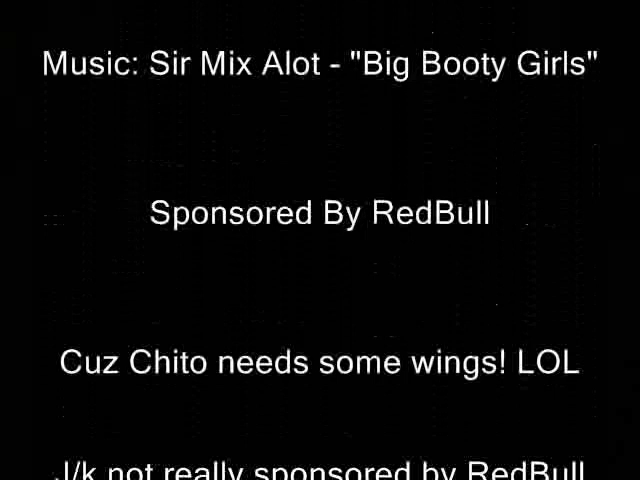 Music: Sir Mix Alot - "Big Booty Girls"
Sponsored By RedBull
Cuz Chito needs some wings! LOL
J/k not really sponsored by RedBull